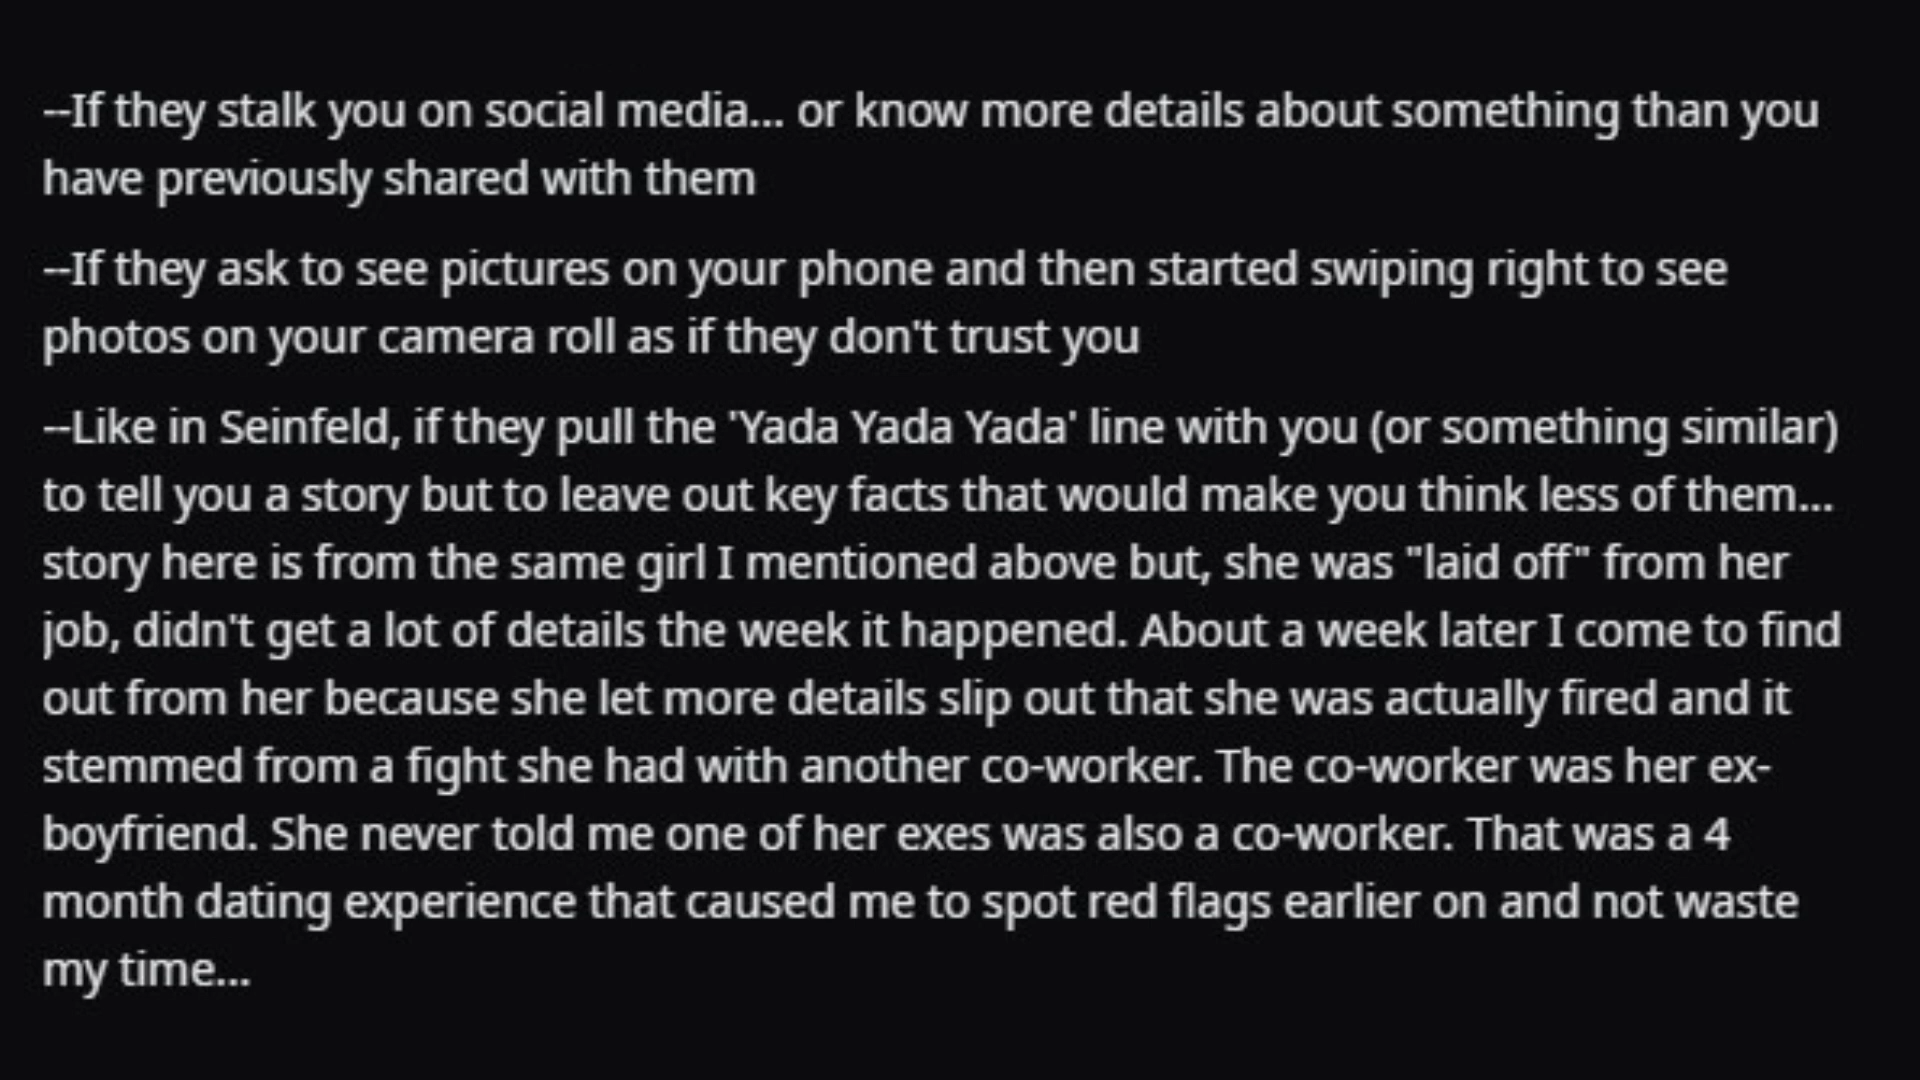 --If they stalk you on social media... or know more details about something than you
have previously shared with them
--If they ask to see pictures on your phone and then started swiping right to see
photos on your camera roll as if they don't trust you
--Like in Seinfeld, if they pull the 'Yada Yada Yada' line with you (or something similar)
to tell you a story but to leave out key facts that would make you think less of them...
story here is from the same girl I mentioned above but, she was "laid off" from her
job, didn't get a lot of details the week it happened. About a week later I come to find
out from her because she let more details slip out that she was actually fired and it
stemmed from a fight she had with another co-worker. The co-worker was her ex-
boyfriend. She never told me one of her exes was also a co-worker. That was a 4
month dating experience that caused me to spot red flags earlier on and not waste
my time...